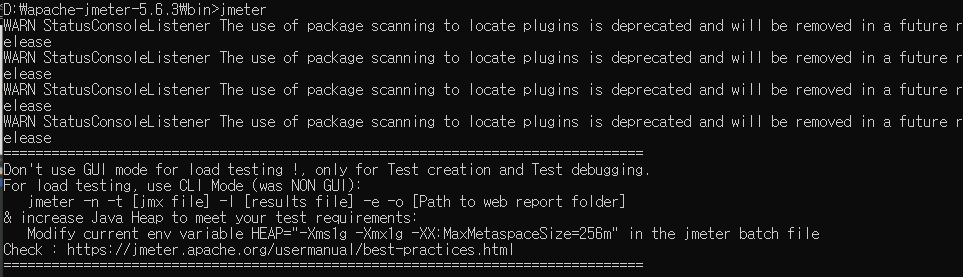 D:₩apache-jmeter-5.6.3₩bin>jmeter
WARN StatusConsoleListener The use of package scanning to locate plugins is deprecated and will be removed in a future r
elease
WARN StatusConsoleListener The use of package scanning to locate plugins is deprecated and will be removed in a future r
elease
WARN StatusConsoleListener The use of package scanning to locate plugins is deprecated and will be removed in a future r
elease
WARN StatusConsoleListener The use of package scanning to locate plugins is deprecated and will be removed in a future r
elease
================================================================================
Don't use GUI mode for load testing !, only for Test creation and Test debugging.
For load testing, use CLI Mode (was NON GUI):
   jmeter -n -t [jmx file] -l [results file] -e -o [Path to web report folder]
& increase Java Heap to meet your test requirements:
   Modify current env variable HEAP="-Xms1g -Xmx1g -XX:MaxMetaspaceSize=256m" in the jmeter batch file
Check : https://jmeter.apache.org/usermanual/best-practices.html
================================================================================